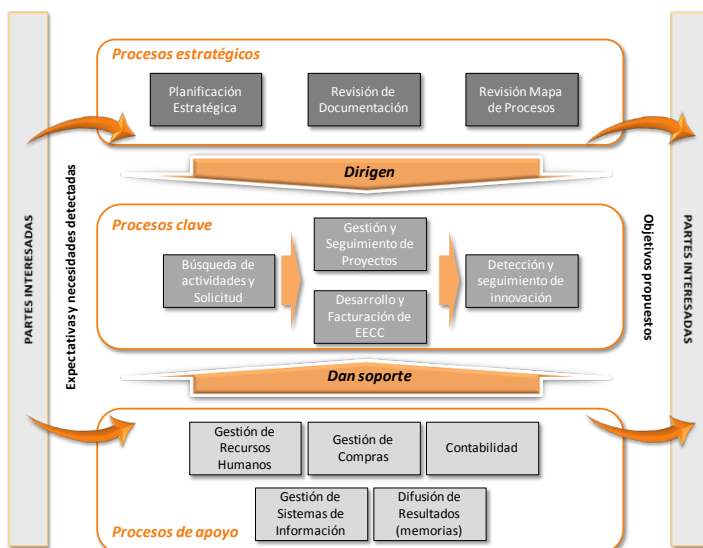 Procesos estratégicos
Planificación
Estratégica
Revisión de
Documentación
Revisión Mapa
de Procesos
Dirigen
PARTES INTERESADAS
Expectativas y necesidades detectadas
Procesos clave
Búsqueda de
actividades y
Solicitud
Gestión y
Seguimiento de
Proyectos
Desarrollo y
Facturación de
EECC
Detección y
seguimiento de
innovación
Objetivos propuestos
PARTES INTERESADAS
Dan soporte
Gestión de
Recursos
Humanos
Gestión de
Compras
Contabilidad
Gestión de
Sistemas de
Información
Difusión de
Resultados
(memorias)
Procesos de apoyo